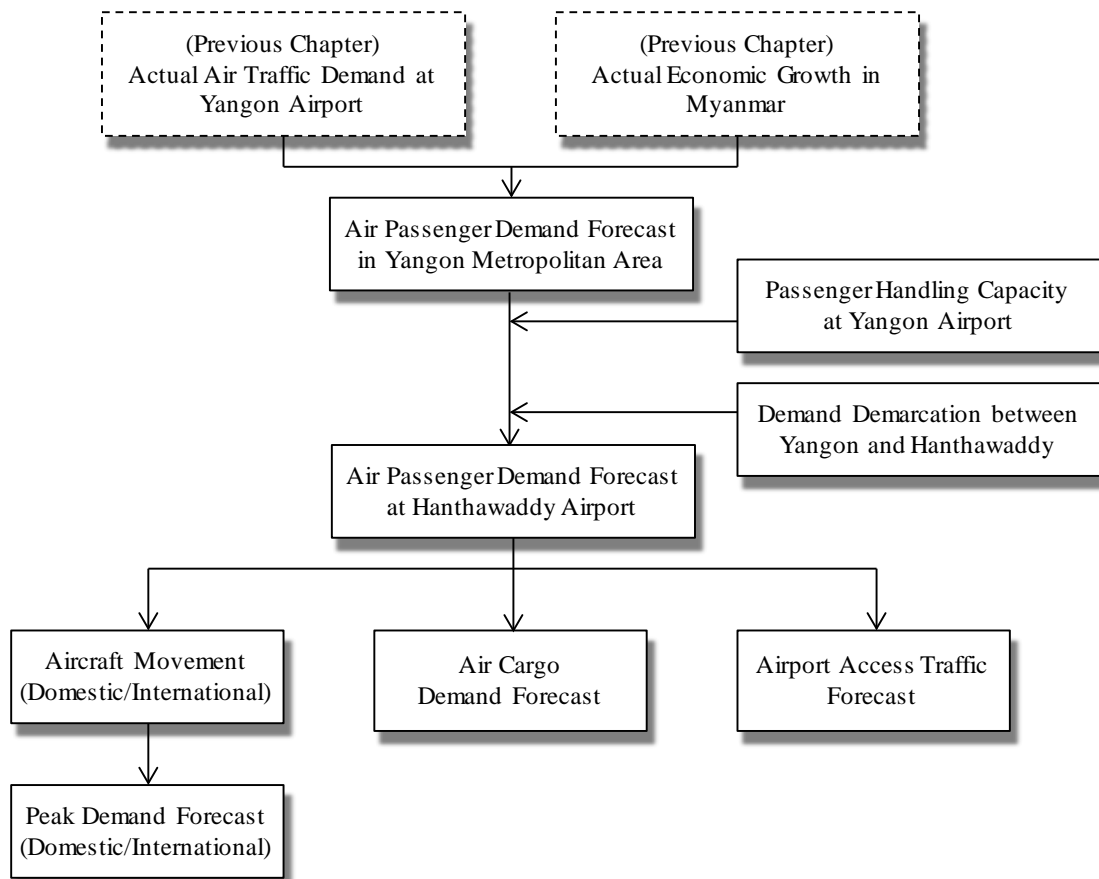 (Previous Chapter)
Actual Air Traffic Demand at
Yangon Airport
(Previous Chapter)
Actual Economic Growth in
Myanmar
Air Passenger Demand Forecast
in Yangon Metropolitan Area
Passenger Handling Capacity
at Yangon Airport
Demand Demarcation between
Yangon and Hanthawaddy
Air Passenger Demand Forecast
at Hanthawaddy Airport
Aircraft Movement
(Domestic/International)
Air Cargo
Demand Forecast
Airport Access Traffic
Forecast
Peak Demand Forecast
(Domestic/International)